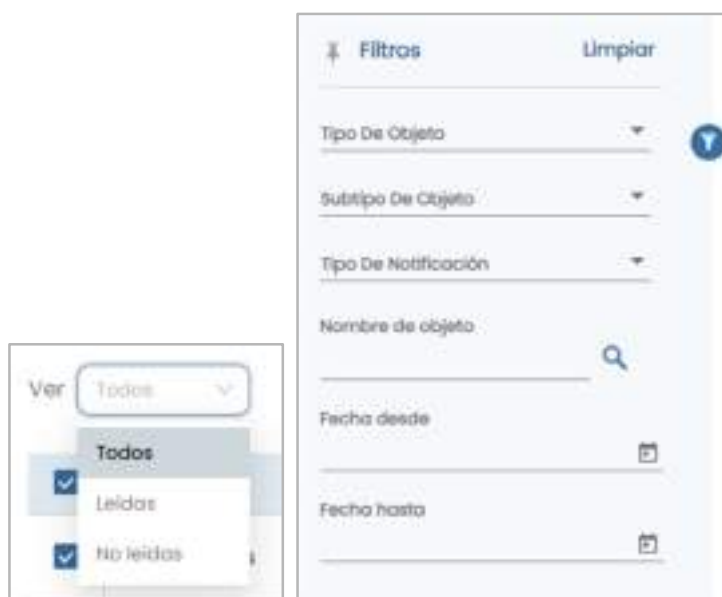 Ver Todos
Todos
Leidas
No leidas
Filtros Limpiar
Tipo De Objeto
Subtipo De Objeto
Tipo De Notificación
Nombre de objeto
Fecha desde
Fecha hasta